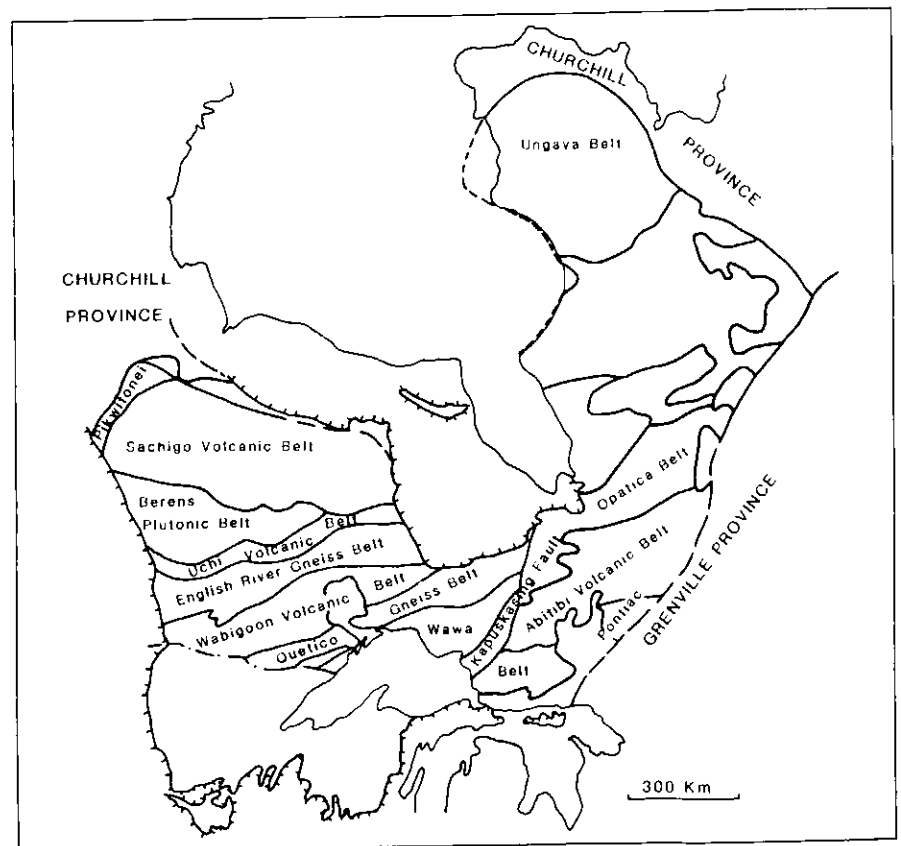 CHURCHILL
PROVINCE
Ungava Belt
CHURCHILL
PROVINCE
Pikwitonei
Sachigo Volcanic Belt
Berens
Plutonic Belt
Uchi Volcanic Belt
English River Gneiss Belt
Wabigoon Volcanic Belt
Quetico Gneiss Belt
Wawa
Belt
Kapuskasing Fault
Opatica Belt
Abitibi Volcanic Belt
Pontiac
GRENVILLE PROVINCE
300 Km